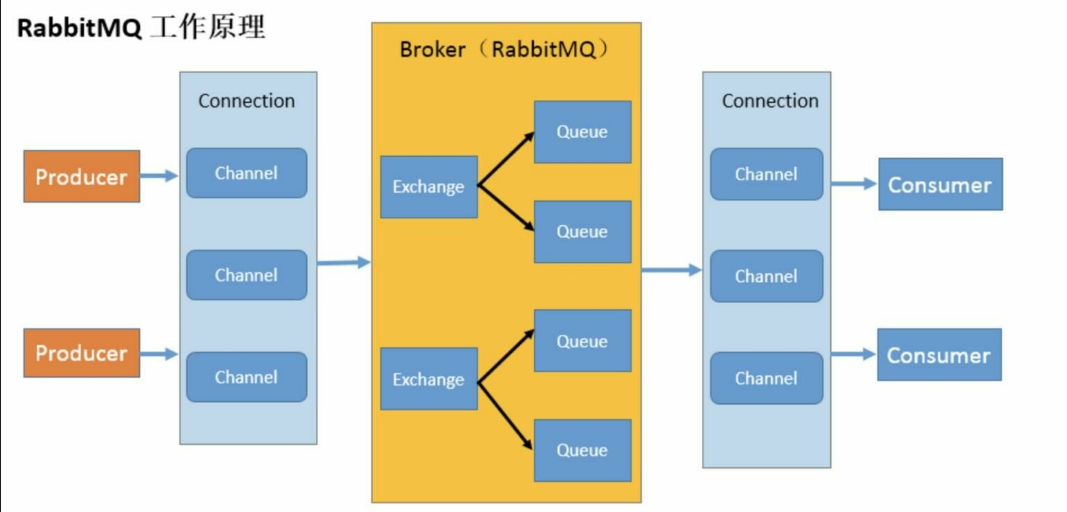 RabbitMQ 工作原理
Broker（RabbitMQ）
Connection
Connection
Producer
Producer
Channel
Channel
Channel
Exchange
Queue
Queue
Exchange
Queue
Queue
Channel
Channel
Channel
Consumer
Consumer